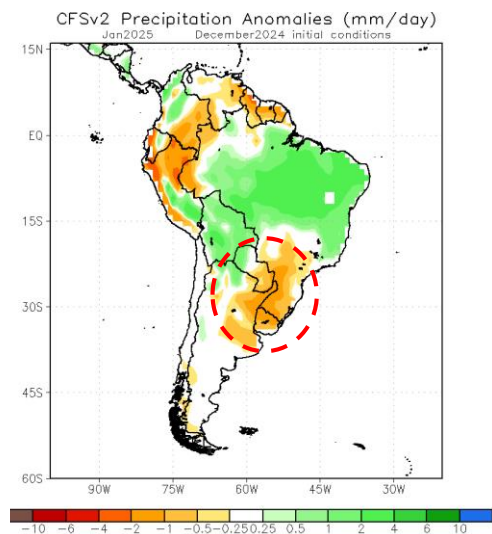 CFSv2 Precipitation Anomalies (mm/day)
Jan2025 December2024 initial conditions
15N
EQ
15S
30S
45S
60S
90W 75W 60W 45W 30W
-10 -6 -4 -2 -1 -0.5 -0.25 0.25 0.5 1 2 4 6 10